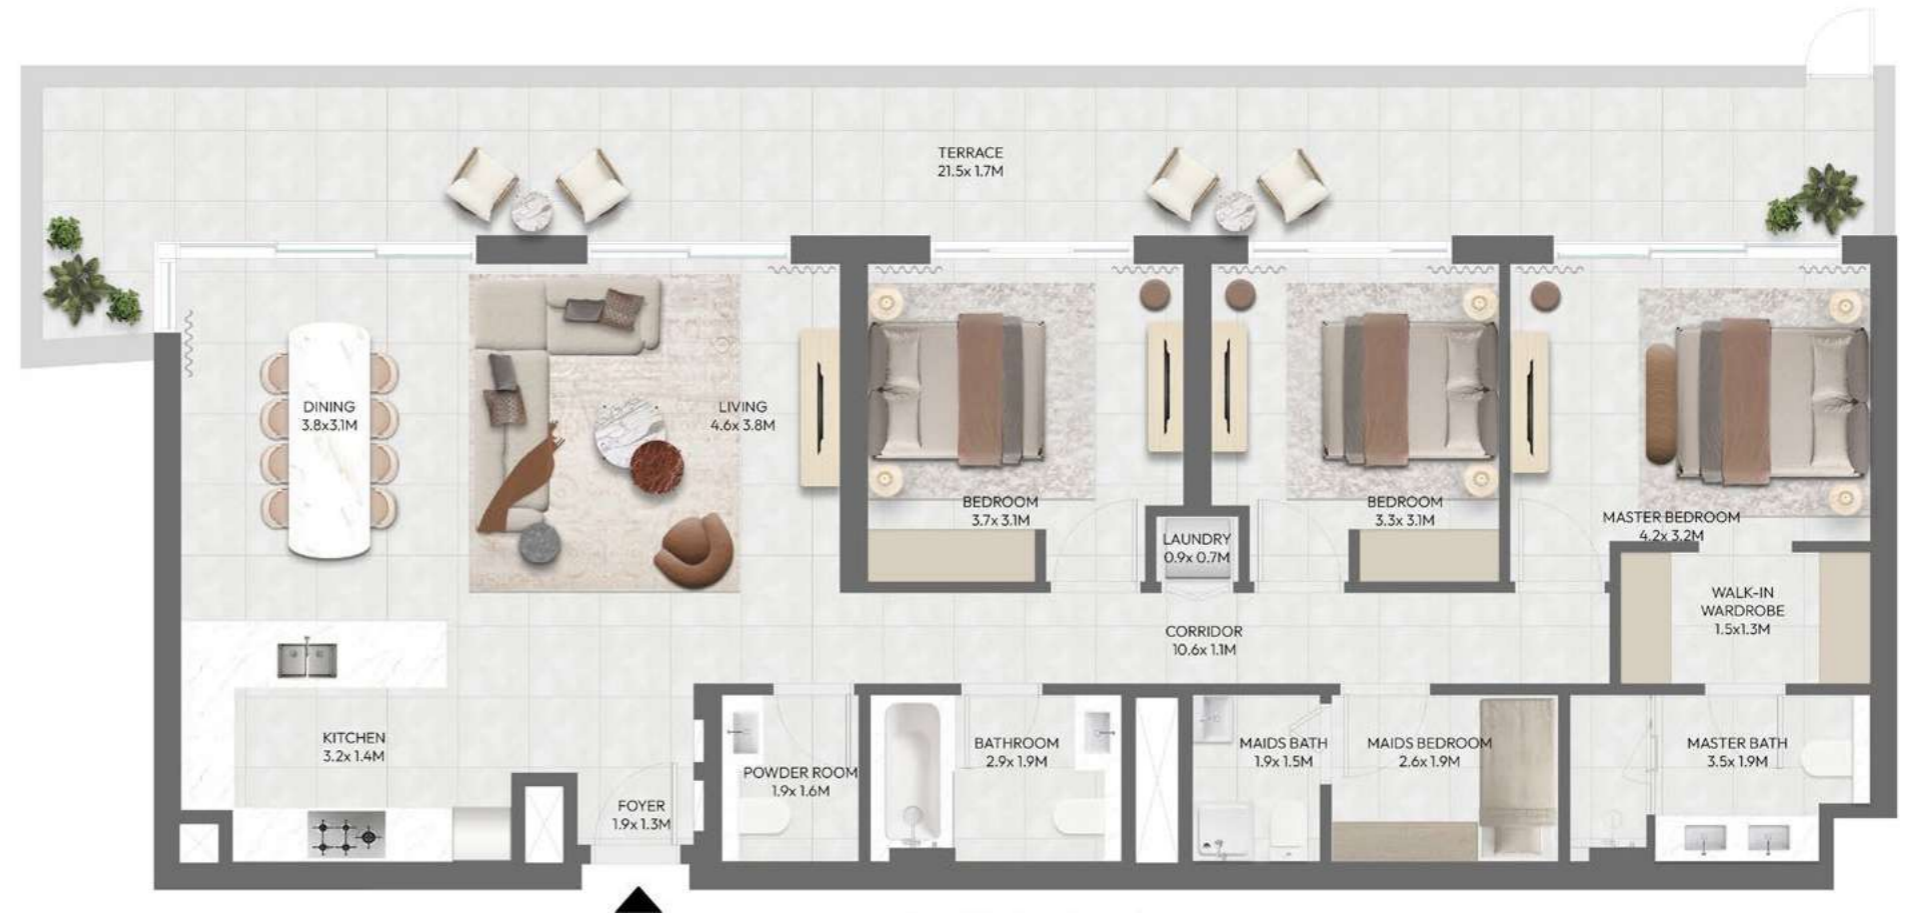 TERRACE
21.5x 1.7M
DINING
3.8x3.1M
LIVING
4.6x 3.8M
BEDROOM
3.7x 3.1M
BEDROOM
3.3x 3.1M
MASTER BEDROOM
4.2x 3.2M
LAUNDRY
0.9x 0.7M
WALK-IN
WARDROBE
1.5x1.3M
CORRIDOR
10.6x 1.1M
KITCHEN
3.2x 1.4M
FOYER
1.9x 1.3M
POWDER ROOM
1.9x 1.6M
BATHROOM
2.9x 1.9M
MAIDS BATH
1.9x 1.5M
MAIDS BEDROOM
2.6x 1.9M
MASTER BATH
3.5x 1.9M